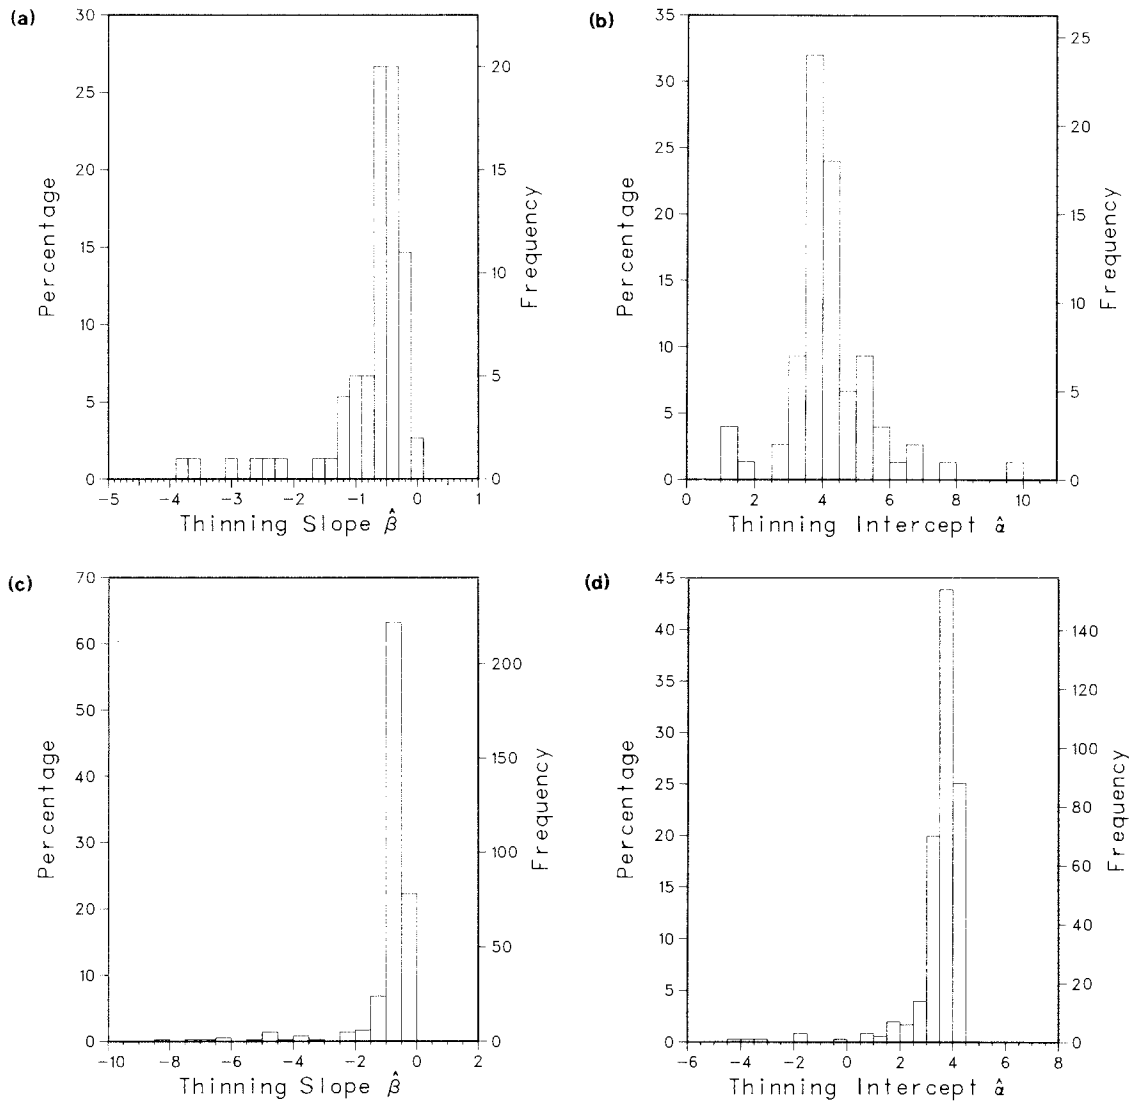 (a)
30
25
20
15
10
5
0
Percentage
20
15
10
5
0
Frequency
-5 -4 -3 -2 -1 0 1
Thinning Slope β̂
(b)
35
30
25
20
15
10
5
0
Percentage
25
20
15
10
5
0
Frequency
0 2 4 6 8 10
Thinning Intercept α̂
(c)
70
60
50
40
30
20
10
0
Percentage
200
150
100
50
0
Frequency
-10 -8 -6 -4 -2 0 2
Thinning Slope β̂
(d)
45
40
35
30
25
20
15
10
5
0
Percentage
140
120
100
80
60
40
20
0
Frequency
-6 -4 -2 0 2 4 6 8
Thinning Intercept α̂